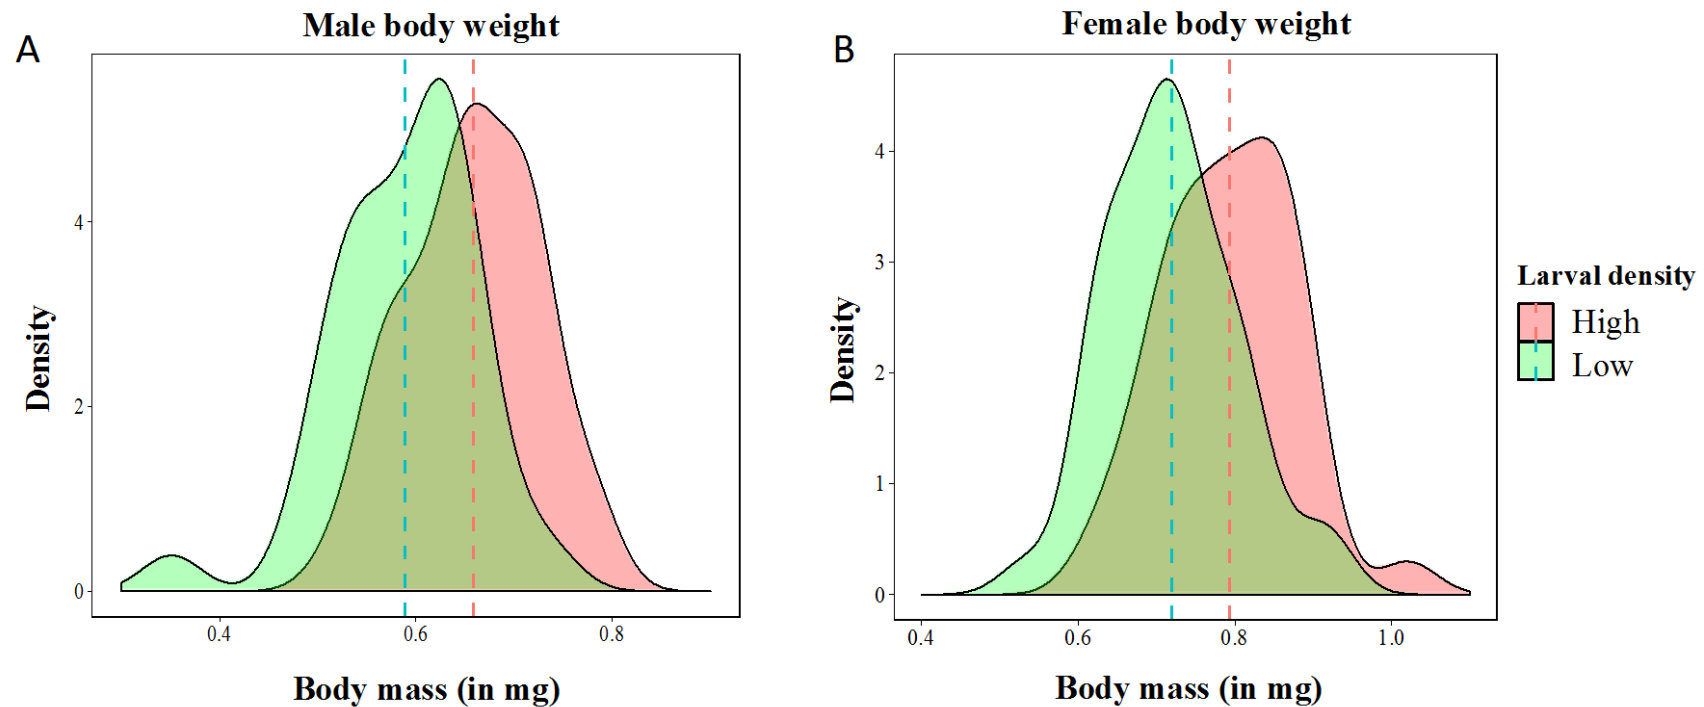 A
Male body weight
Density
4
2
0
0.4 0.6 0.8
Body mass (in mg)
B
Female body weight
Density
4
3
2
1
0
0.4 0.6 0.8 1.0
Body mass (in mg)
Larval density
High
Low